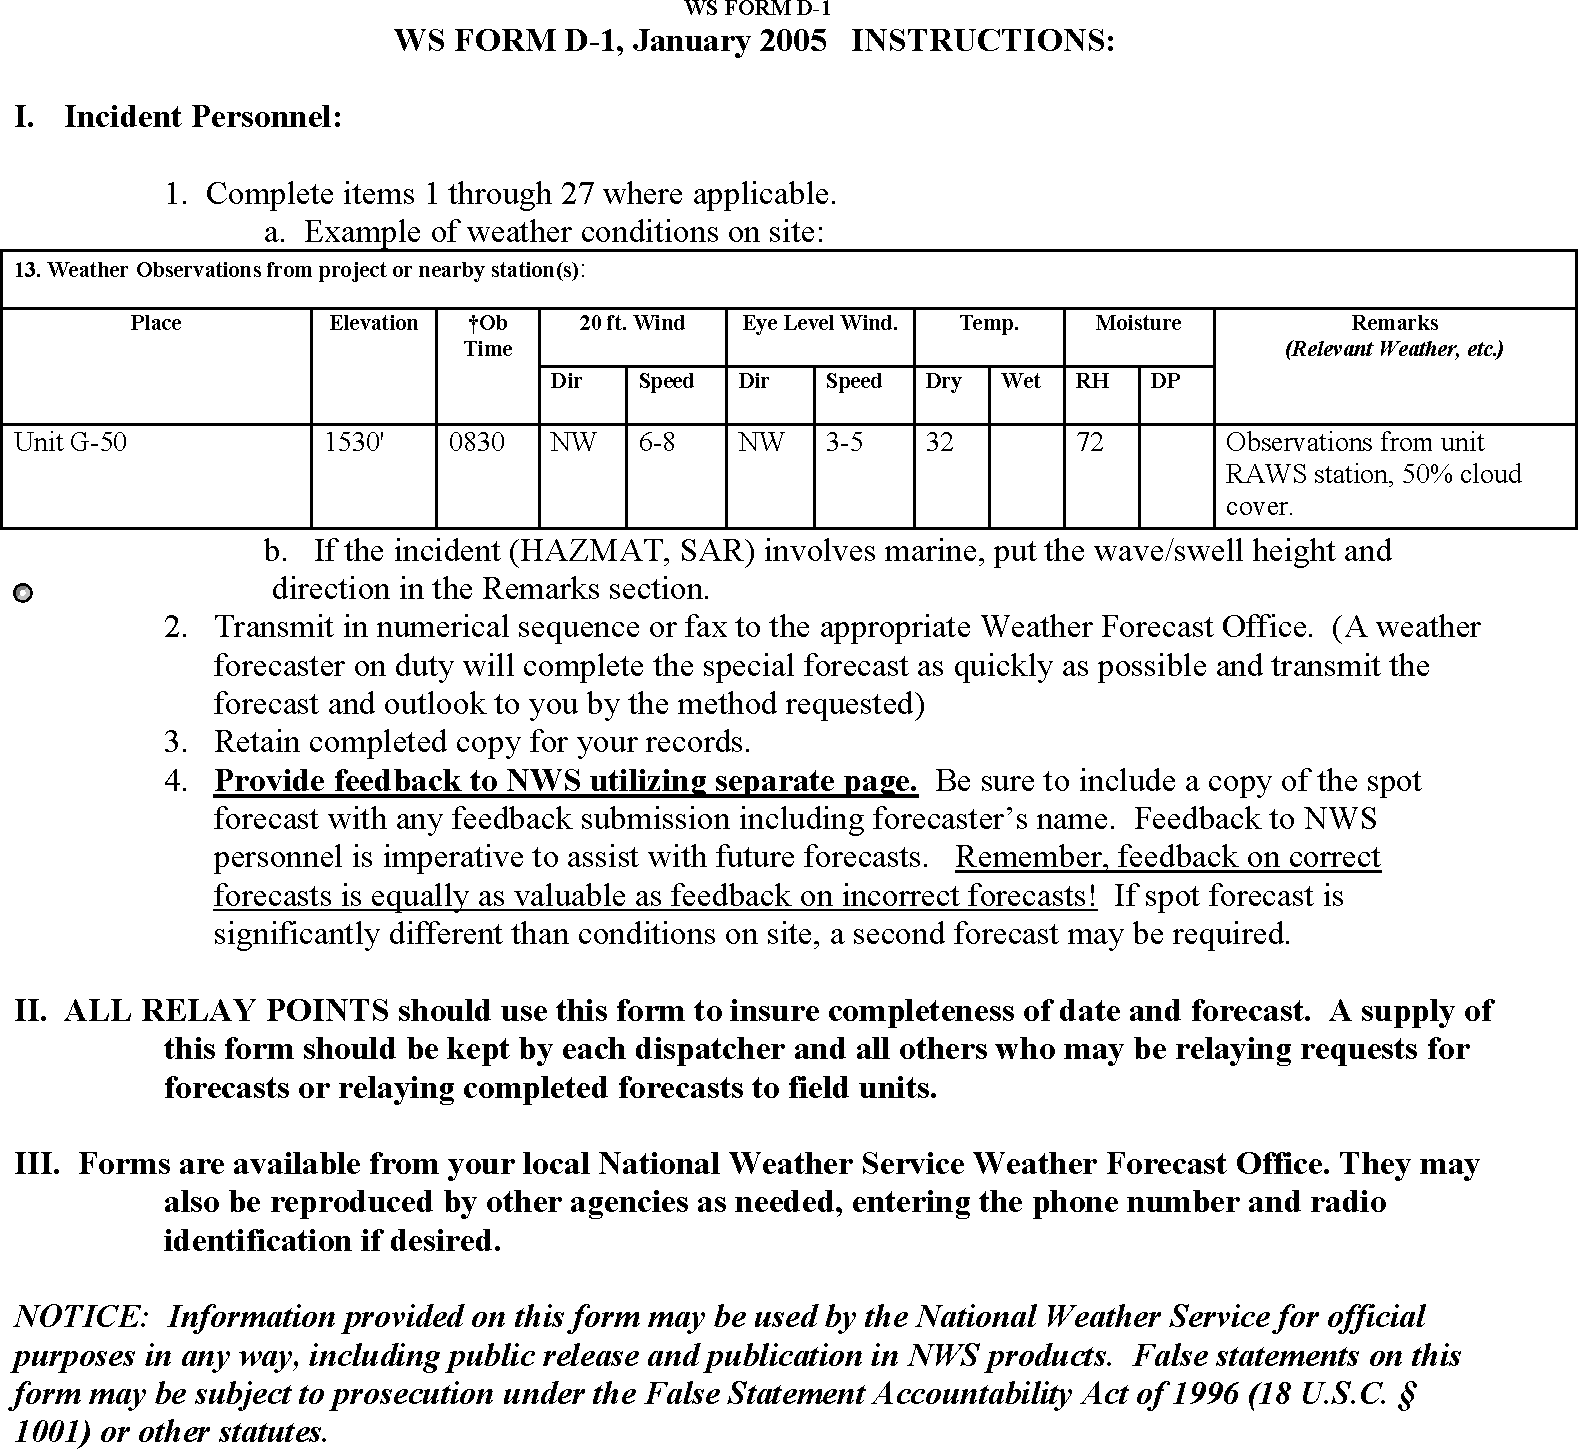 WS FORM D-1
WS FORM D-1, January 2005 INSTRUCTIONS:
I. Incident Personnel:
1. Complete items 1 through 27 where applicable.
a. Example of weather conditions on site:
13. Weather Observations from project or nearby station(s):
Place Elevation †Ob Time 20 ft. Wind Eye Level Wind. Temp. Moisture Remarks
(Relevant Weather, etc.)
Dir Speed Dir Speed Dry Wet RH DP
Unit G-50 1530' 0830 NW 6-8 NW 3-5 32 72 Observations from unit
RAWS station, 50% cloud
cover.
b. If the incident (HAZMAT, SAR) involves marine, put the wave/swell height and
direction in the Remarks section.
2. Transmit in numerical sequence or fax to the appropriate Weather Forecast Office. (A weather
forecaster on duty will complete the special forecast as quickly as possible and transmit the
forecast and outlook to you by the method requested)
3. Retain completed copy for your records.
4. Provide feedback to NWS utilizing separate page. Be sure to include a copy of the spot
forecast with any feedback submission including forecaster’s name. Feedback to NWS
personnel is imperative to assist with future forecasts. Remember, feedback on correct
forecasts is equally as valuable as feedback on incorrect forecasts! If spot forecast is
significantly different than conditions on site, a second forecast may be required.
II. ALL RELAY POINTS should use this form to insure completeness of date and forecast. A supply of
this form should be kept by each dispatcher and all others who may be relaying requests for
forecasts or relaying completed forecasts to field units.
III. Forms are available from your local National Weather Service Weather Forecast Office. They may
also be reproduced by other agencies as needed, entering the phone number and radio
identification if desired.
NOTICE: Information provided on this form may be used by the National Weather Service for official
purposes in any way, including public release and publication in NWS products. False statements on this
form may be subject to prosecution under the False Statement Accountability Act of 1996 (18 U.S.C. §
1001) or other statutes.